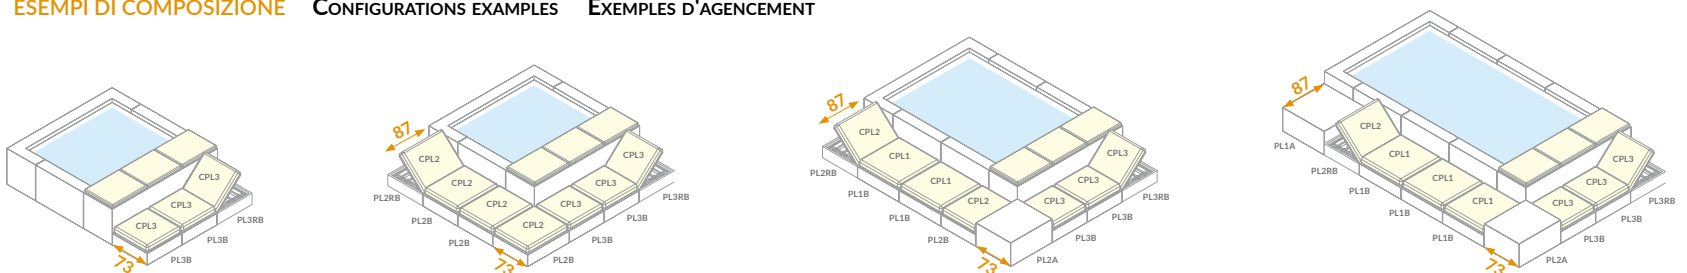 ESEMPI DI COMPOSIZIONE CONFIGURATIONS EXAMPLES EXEMPLES D'AGENCEMENT
CPL3
CPL3
CPL3
PL3RB
PL3B
PL3B
73
87
CPL2
CPL2
CPL2
CPL2
CPL3
CPL3
CPL3
PL2RB
PL2B
PL2B
PL2B
PL3B
PL3B
PL3RB
73
87
CPL2
CPL1
CPL1
CPL2
CPL3
CPL3
CPL3
PL2RB
PL1B
PL1B
PL2B
PL2A
PL3B
PL3B
PL3RB
73
87
CPL2
CPL1
CPL1
CPL1
CPL3
CPL3
CPL3
PL1A
PL2RB
PL1B
PL1B
PL1B
PL2A
PL3B
PL3B
PL3RB
73